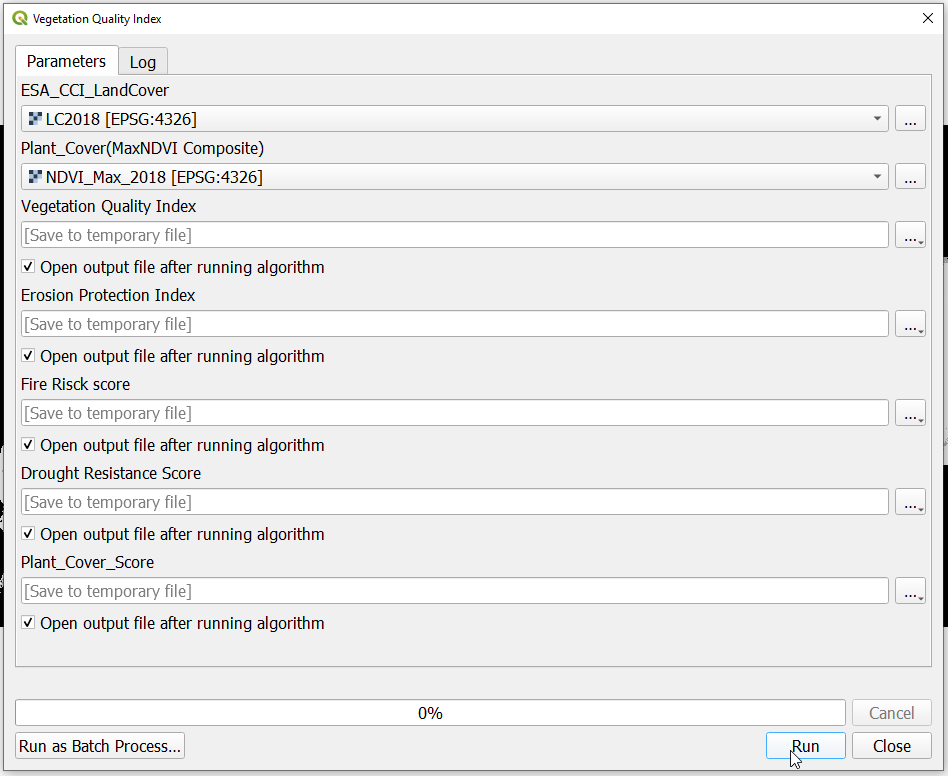 Vegetation Quality Index
Parameters
Log
ESA_CCI_LandCover
LC2018 [EPSG:4326]
...
Plant_Cover(MaxNDVI Composite)
NDVI_Max_2018 [EPSG:4326]
...
Vegetation Quality Index
[Save to temporary file]
...
Open output file after running algorithm
Erosion Protection Index
[Save to temporary file]
...
Open output file after running algorithm
Fire Risck score
[Save to temporary file]
...
Open output file after running algorithm
Drought Resistance Score
[Save to temporary file]
...
Open output file after running algorithm
Plant_Cover_Score
[Save to temporary file]
...
Open output file after running algorithm
0%
Cancel
Run as Batch Process...
Run
Close